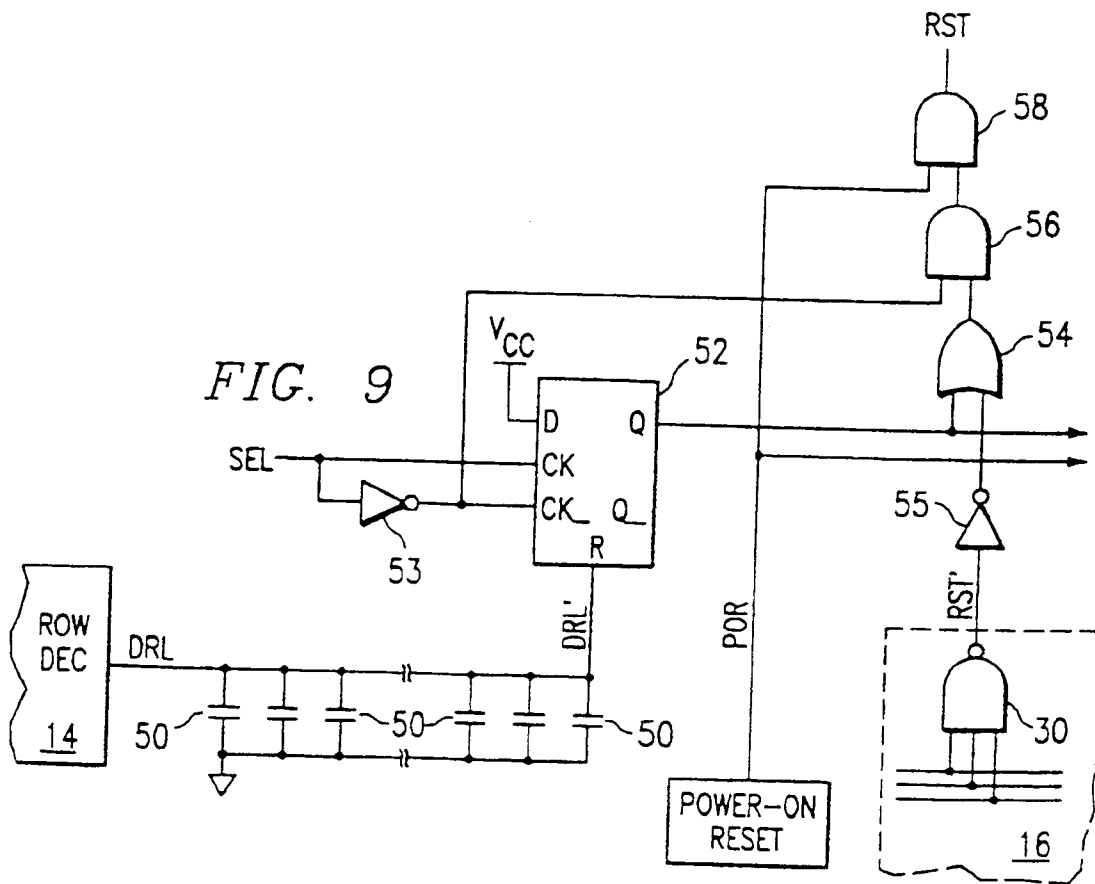 RST
58
56
54
VCC
52
FIG. 9
D Q
SEL
CK
CK_ Q_
53
R
55
ROW DEC
14
DRL
DRL'
POR
RST'
50
50
50
30
POWER-ON
RESET
16